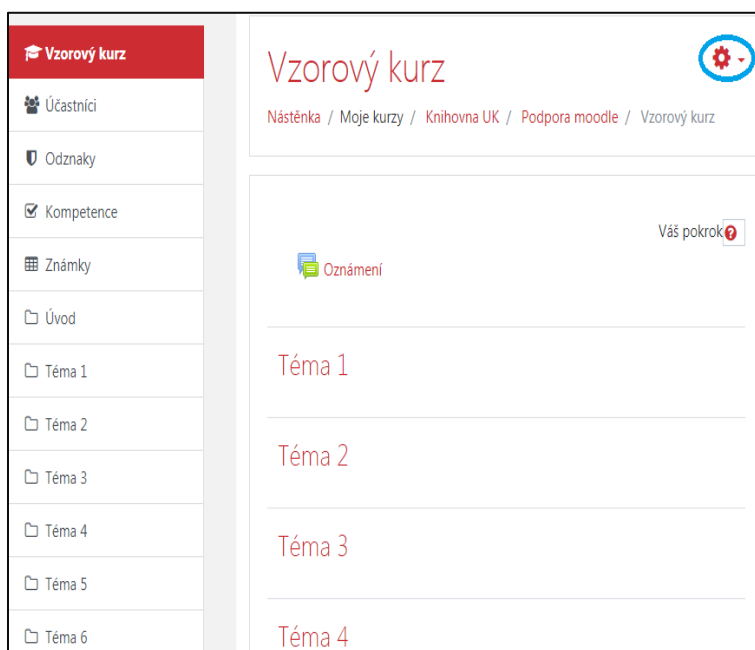 Vzorový kurz
Účastníci
Odznaky
Kompetence
Známky
Úvod
Téma 1
Téma 2
Téma 3
Téma 4
Téma 5
Téma 6
Vzorový kurz
Nástěnka / Moje kurzy / Knihovna UK / Podpora moodle / Vzorový kurz
Váš pokrok
Oznámení
Téma 1
Téma 2
Téma 3
Téma 4